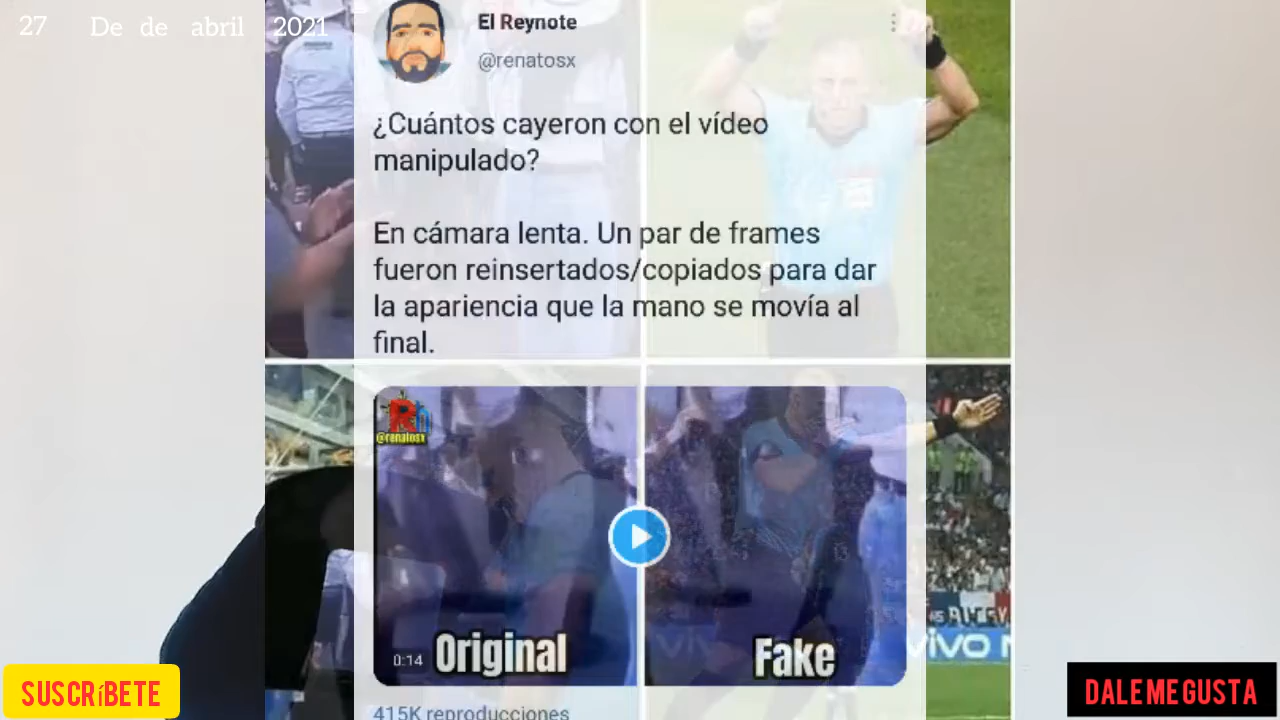 27 De de abril 2021
El Reynote
@renatosx
¿Cuántos cayeron con el vídeo
manipulado?
En cámara lenta. Un par de frames
fueron reinsertados/copiados para dar
la apariencia que la mano se movía al
final.
@renatosx
0:14 Original
Fake
vivo
415K reproducciones
SUSCRíBETE
DALE ME GUSTA